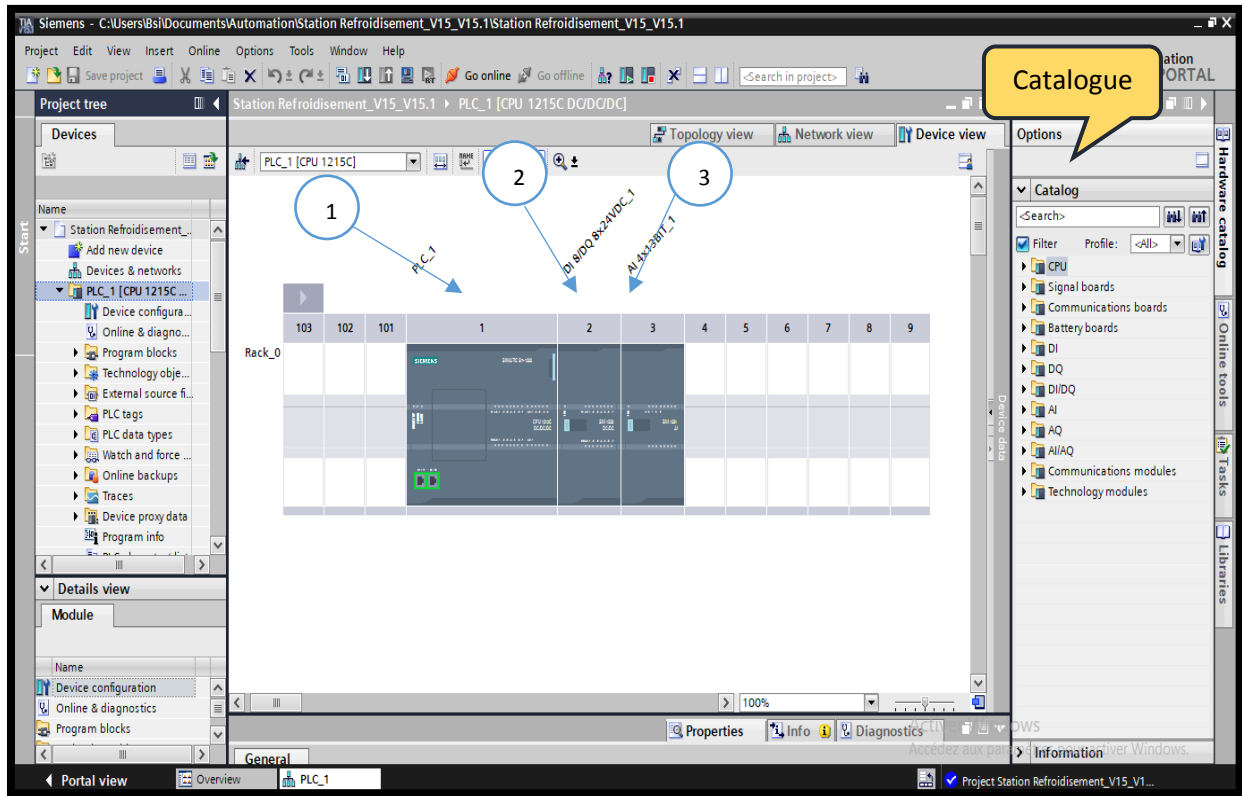 Siemens - C:\Users\Bsi\Documents\Automation\Station Refroidisement_V15_V15.1\Station Refroidisement_V15_V15.1
Project Edit View Insert Online Options Tools Window Help
ation
Save project
Go online
Go offline
<Search in project>
PORTAL
Catalogue
Project tree
Station Refroidisement_V15_V15.1
PLC_1 [CPU 1215C DC/DC/DC]
Devices
Topology view
Network view
Device view
Options
PLC_1 [CPU 1215C]
1
2
3
Name
Station Refroidisement_..
Add new device
Devices & networks
PLC_1 [CPU 1215C ...
Device configura...
Online & diagno...
Program blocks
Technology obje...
External source fi...
PLC tags
PLC data types
Watch and force ...
Online backups
Traces
Device proxy data
Program info
Start
PLC_1
DI 8/DQ 8x24VDC_1
AI 4x13BIT_1
103 102 101 1 2 3 4 5 6 7 8 9
Rack_0
SIEMENS
Device data
Catalog
<Search>
Filter Profile: <All>
CPU
Signal boards
Communications boards
Battery boards
DI
DQ
DI/DQ
AI
AQ
AI/AQ
Communications modules
Technology modules
Hardware catalog
Online tools
Tasks
Libraries
Details view
Module
Name
Device configuration
Online & diagnostics
Program blocks
100%
Properties
Info
Diagnostics
General
Information
Portal view
Overview
PLC_1
Project Station Refroidisement_V15_V1...